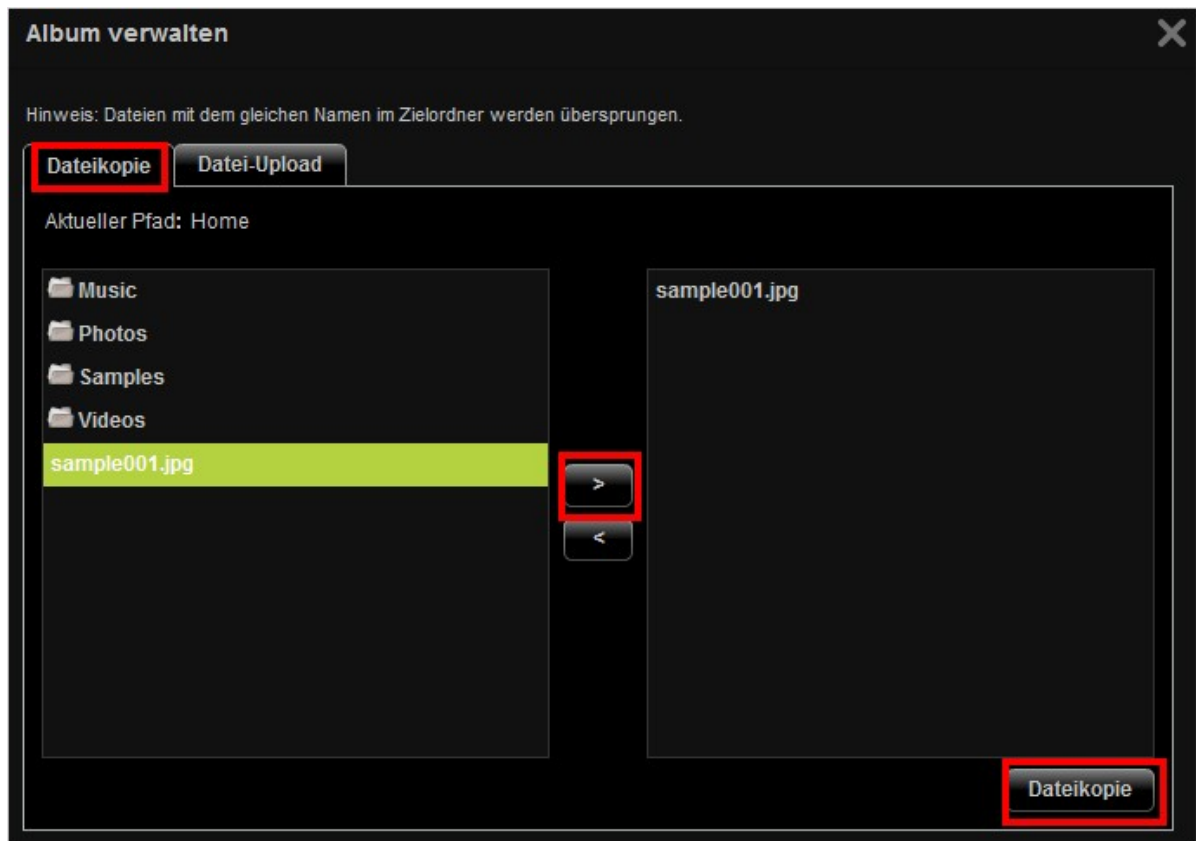 Album verwalten
Hinweis: Dateien mit dem gleichen Namen im Zielordner werden übersprungen.
Dateikopie
Datei-Upload
Aktueller Pfad: Home
Music
Photos
Samples
Videos
sample001.jpg
>
<
sample001.jpg
Dateikopie